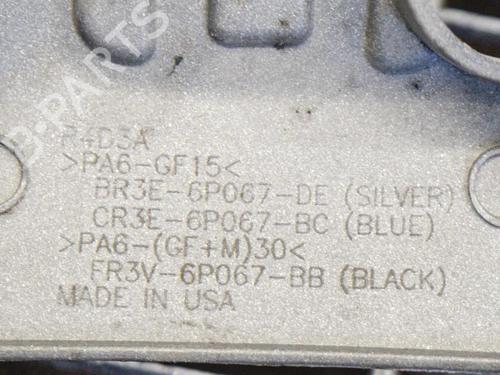 P4D3A
>PA6-GF15<
BR3E-6P067-DE (SILVER)
CR3E-6P067-BC (BLUE)
>PA6-(GF+M)30<
FR3V-6P067-BB (BLACK)
MADE IN USA
B-PARTS